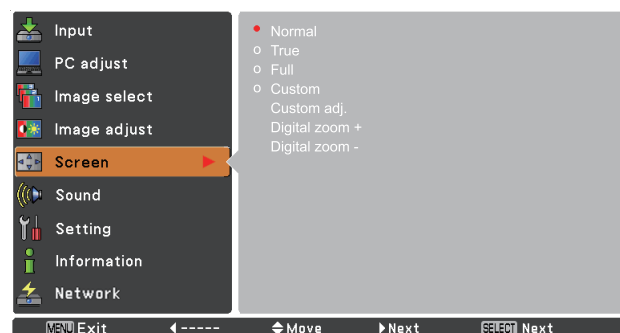 Input
PC adjust
Image select
Image adjust
Screen
Sound
Setting
Information
Network
Normal
True
Full
Custom
Custom adj.
Digital zoom +
Digital zoom -
MENU Exit ◀----- Move Next SELECT Next